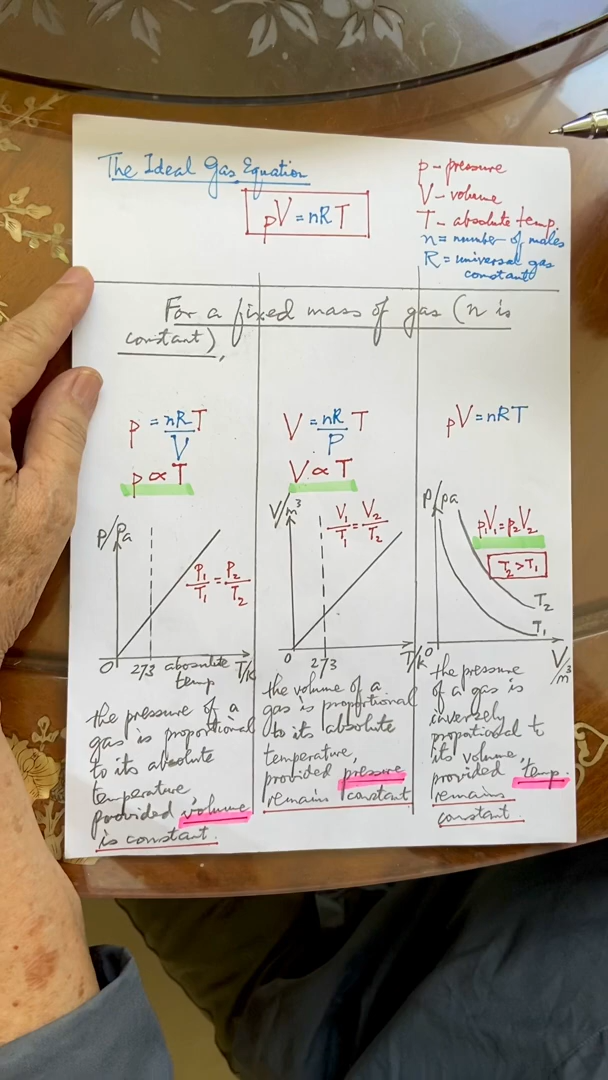 The Ideal Gas Equation
pV = nRT
p - pressure
V - volume
T - absolute temp.
n = number of moles
R = universal gas
constant
For a fixed mass of gas (n is
constant),
p = nR/V T
p ∝ T
P/Pa
P₁/T₁ = P₂/T₂
0
273
absolute
temp
T/K
the pressure of a
gas is proportional
to its absolute
temperature
provided volume
is constant.
V = nR/P T
V ∝ T
V/m³
V₁/T₁ = V₂/T₂
0
273
T/K
the volume of a
gas is proportional
to its absolute
temperature,
provided pressure
remains constant
pV = nRT
P/Pa
p₁V₁ = p₂V₂
T₂ > T₁
T₂
T₁
0
V/m³
the pressure
of a gas is
inversely
propotional to
its volume,
provided temp.
remains
constant.